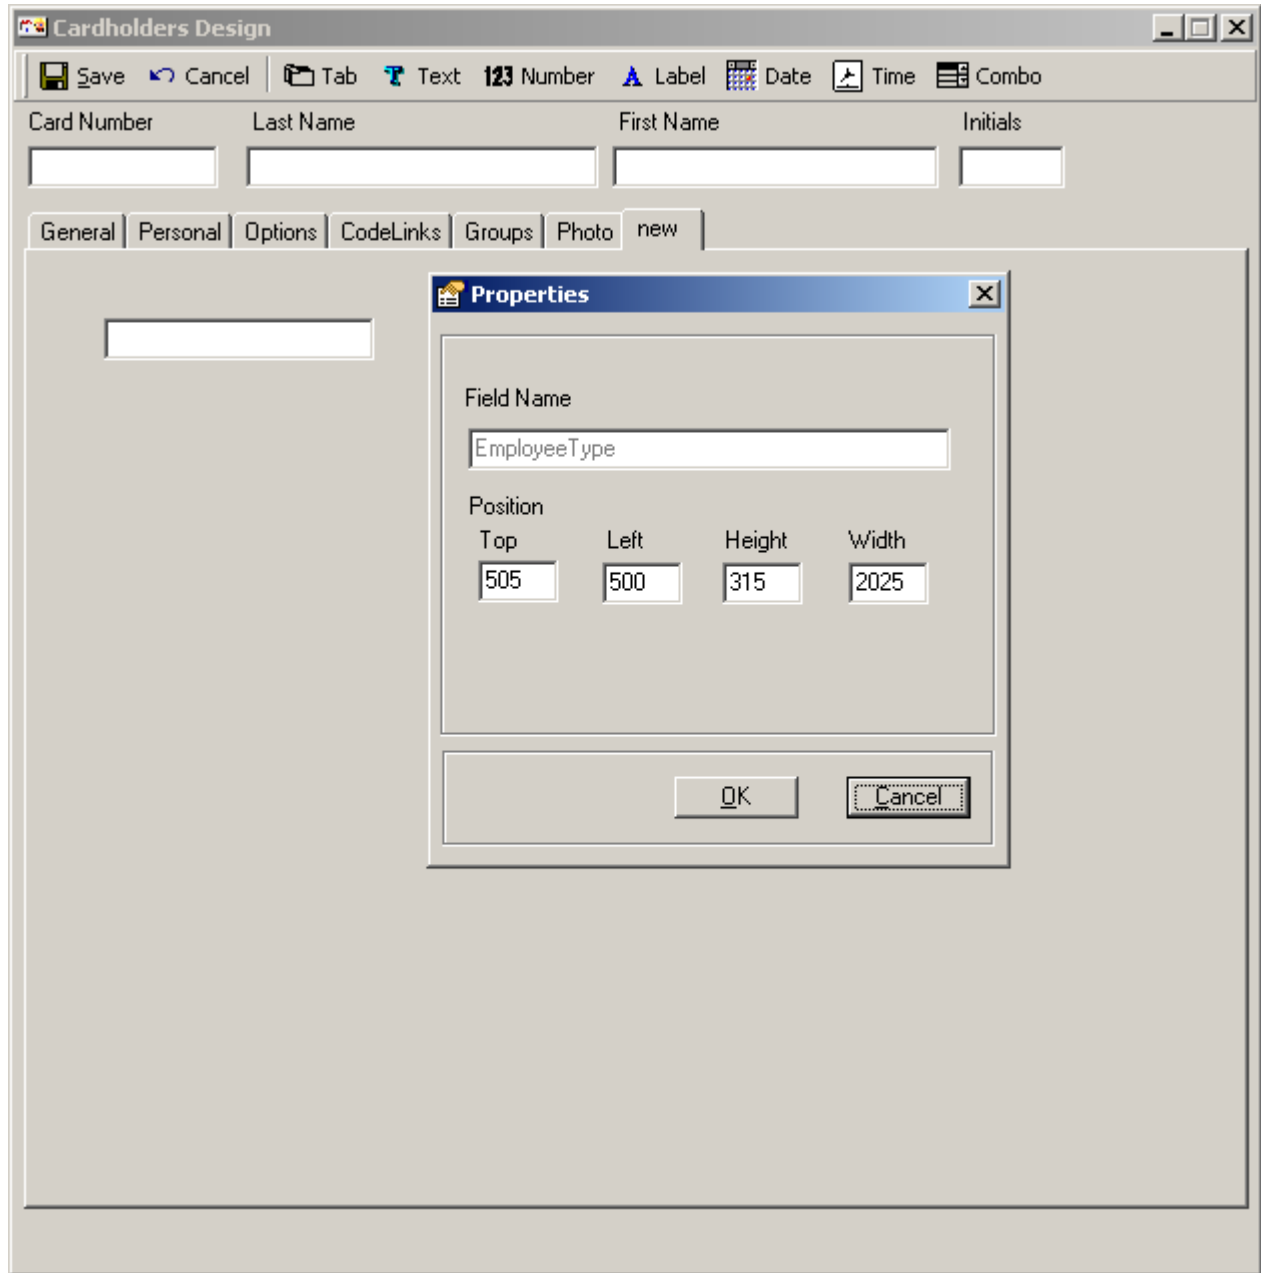 Cardholders Design
Save Cancel Tab Text 123 Number A Label Date Time Combo
Card Number Last Name First Name Initials
General Personal Options CodeLinks Groups Photo new
Properties
Field Name
EmployeeType
Position
Top Left Height Width
505 500 315 2025
OK Cancel